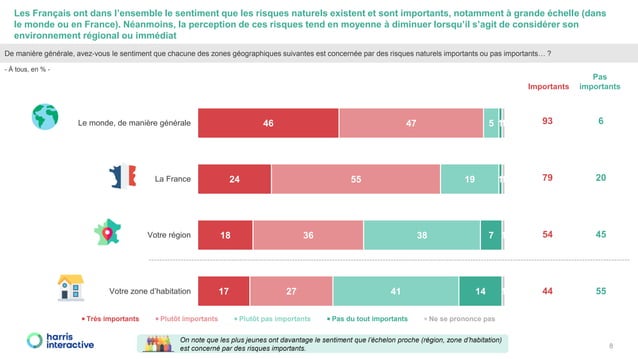 Les Français ont dans l'ensemble le sentiment que les risques naturels existent et sont importants, notamment à grande échelle (dans
le monde ou en France). Néanmoins, la perception de ces risques tend en moyenne à diminuer lorsqu'il s'agit de considérer son
environnement régional ou immédiat
De manière générale, avez-vous le sentiment que chacune des zones géographiques suivantes est concernée par des risques naturels importants ou pas importants… ?
- À tous, en % -
Importants Pas importants
Le monde, de manière générale 46 47 5 1 93 6
La France 24 55 19 1 79 20
Votre région 18 36 38 7 1 54 45
Votre zone d'habitation 17 27 41 14 1 44 55
Très importants Plutôt importants Plutôt pas importants Pas du tout importants Ne se prononce pas
harris
interactive
On note que les plus jeunes ont davantage le sentiment que l'échelon proche (région, zone d'habitation)
est concerné par des risques importants.
8